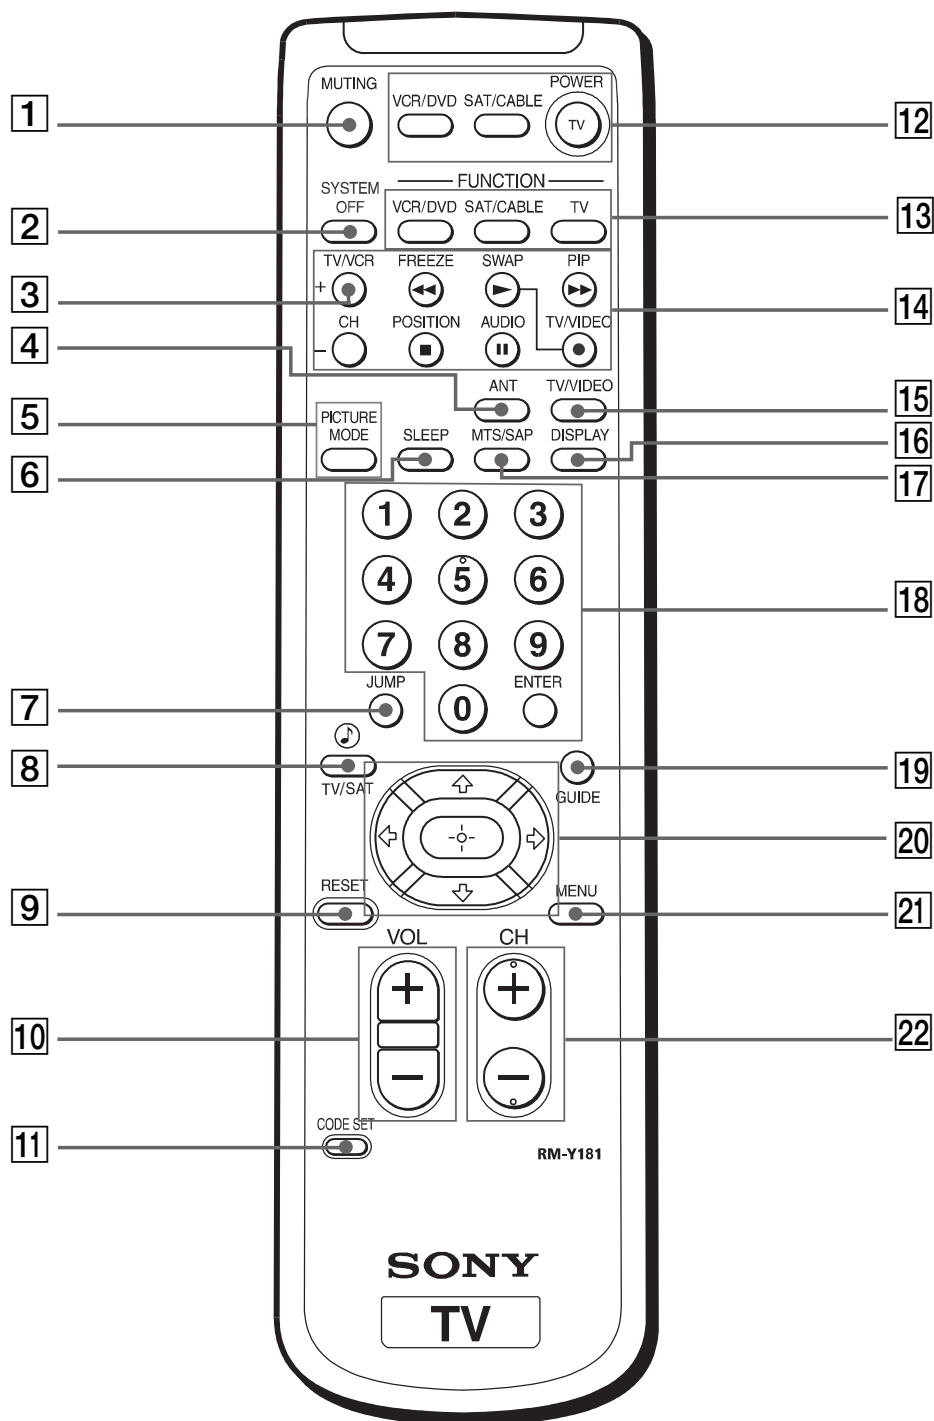 MUTING
POWER
VCR/DVD SAT/CABLE
TV
1
12
FUNCTION
SYSTEM
OFF
VCR/DVD SAT/CABLE TV
2
13
TV/VCR FREEZE SWAP PIP
+
3
14
CH POSITION AUDIO TV/VIDEO
−
4
ANT TV/VIDEO
15
5
PICTURE
MODE
SLEEP MTS/SAP DISPLAY
16
6
17
1 2 3
4 5 6
18
7 8 9
JUMP
ENTER
7
0
8
TV/SAT
GUIDE
19
20
RESET
MENU
9
21
VOL CH
+ +
10
22
− −
CODE SET
11
RM-Y181
SONY
TV